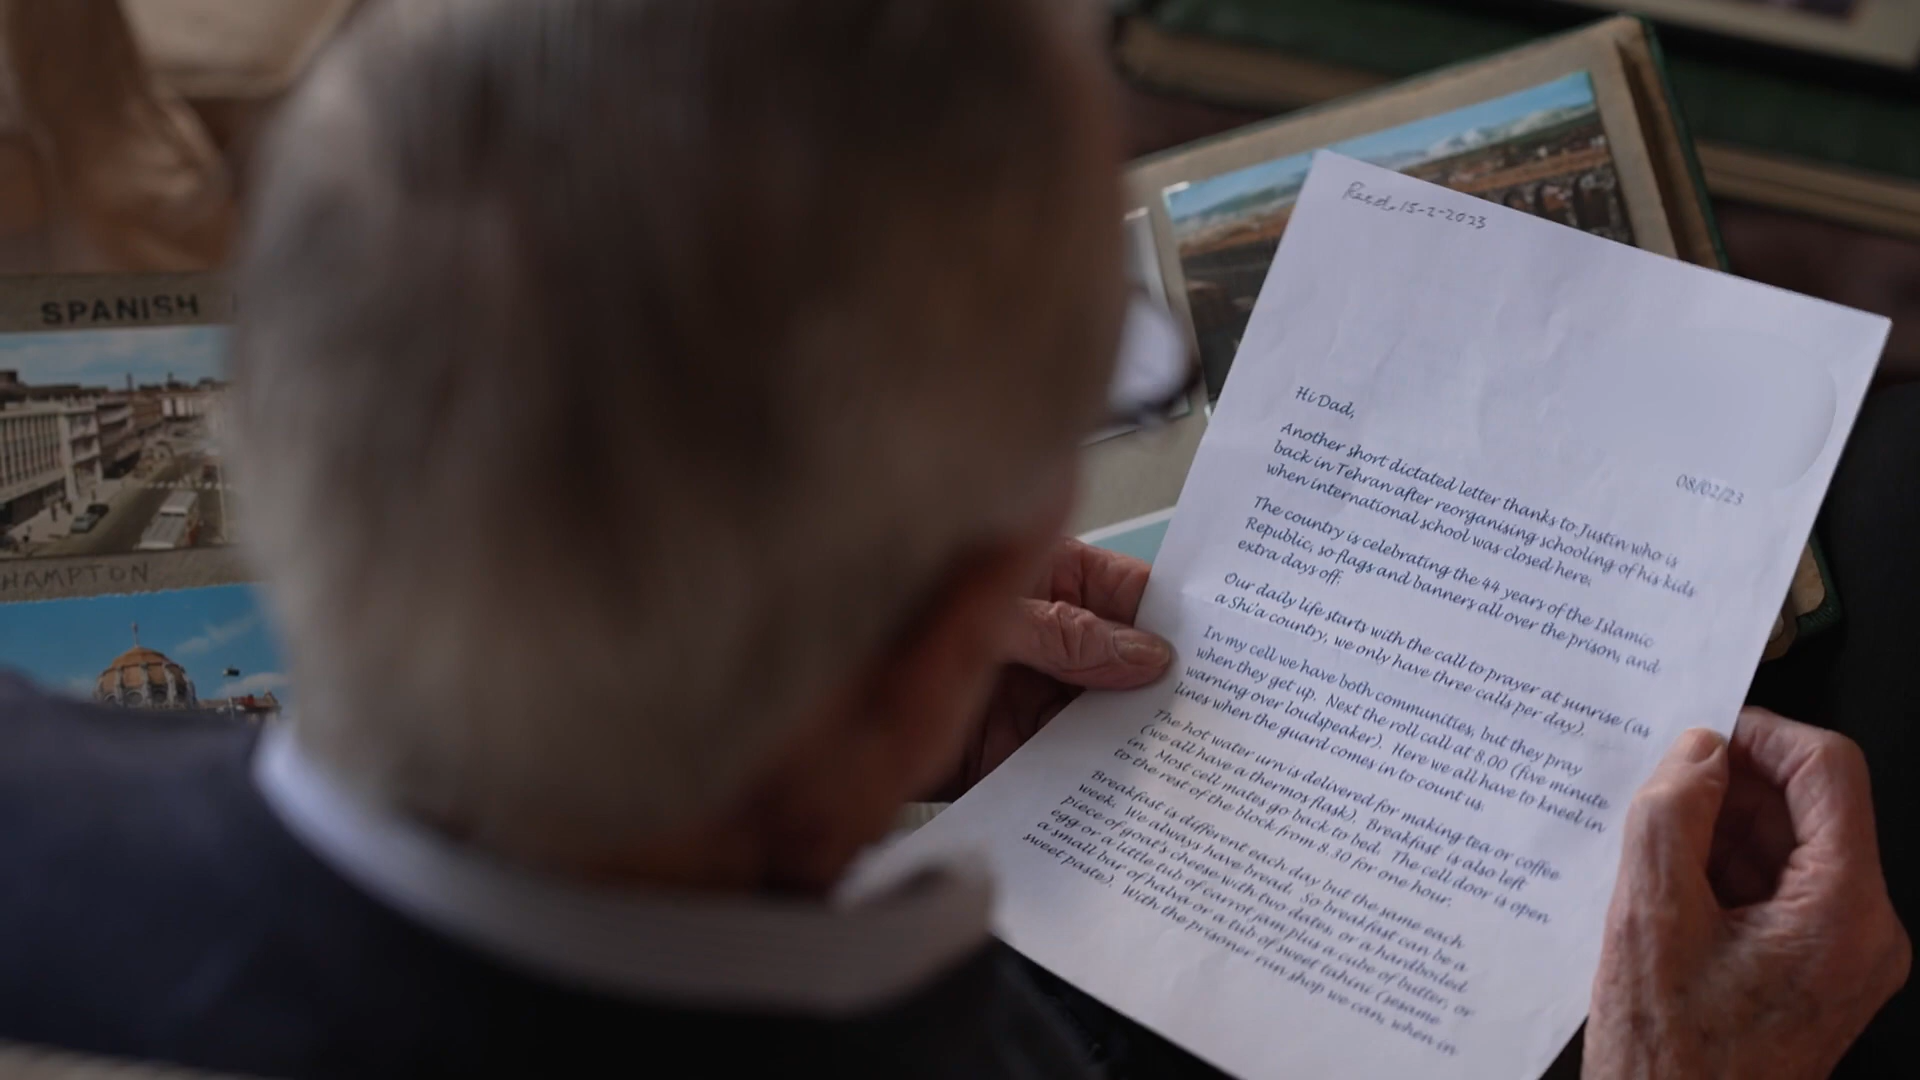 SPANISH
HAMPTON
Recd. 15-2-2023
Hi Dad,
08/02/23
Another short dictated letter thanks to Justin who is
back in Tehran after reorganising schooling of his kids
when international school was closed here.
The country is celebrating the 44 years of the Islamic
Republic, so flags and banners all over the prison, and
extra days off.
Our daily life starts with the call to prayer at sunrise (as
a Shi'a country, we only have three calls per day).
In my cell we have both communities, but they pray
when they get up. Next the roll call at 8.00 (five minute
warning over loudspeaker). Here we all have to kneel in
lines when the guard comes in to count us.
The hot water urn is delivered for making tea or coffee
(we all have a thermos flask). Breakfast is also left
in. Most cell mates go back to bed. The cell door is open
to the rest of the block from 8.30 for one hour.
Breakfast is different each day but the same each
week. We always have bread. So breakfast can be a
piece of goat's cheese with two dates, or a hardboiled
egg or a little tub of carrot jam plus a cube of butter, or
a small bar of halva or a tub of sweet tahini (sesame
sweet paste). With the prisoner run shop we can, when in